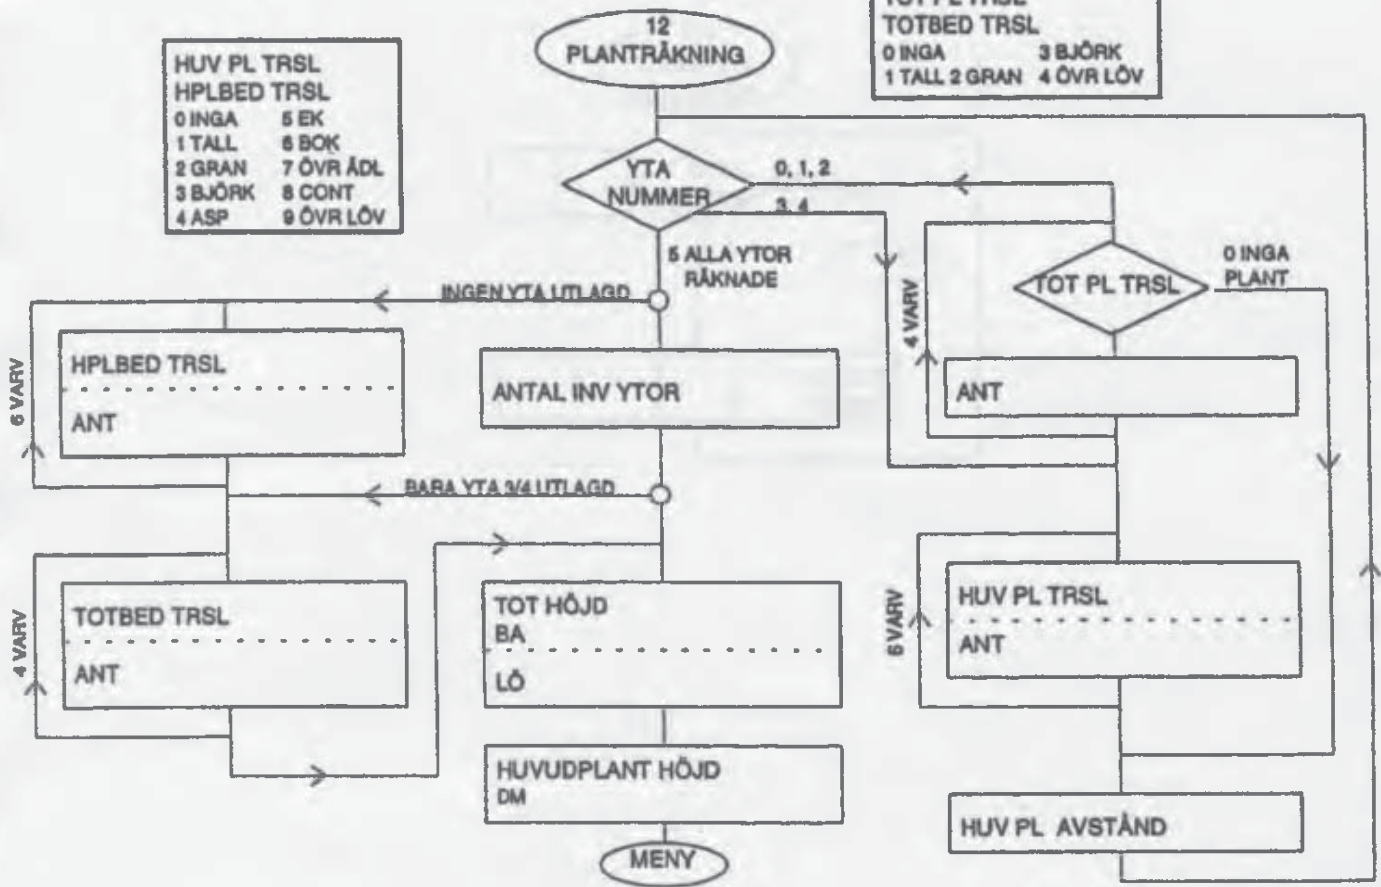 TOT PL TRSL
TOTBED TRSL
0 INGA 3 BJÖRK
1 TALL 2 GRAN 4 ÖVR LÖV
12
PLANTRÄKNING
HUV PL TRSL
HPLBED TRSL
0 INGA 5 EK
1 TALL 6 BOK
2 GRAN 7 ÖVR ÄDL
3 BJÖRK 8 CONT
4 ASP 9 ÖVR LÖV
YTA
NUMMER
0, 1, 2
3, 4
5 ALLA YTOR
RÄKNADE
0 INGA
PLANT
TOT PL TRSL
INGEN YTA UTLAGD
4 VARV
HPLBED TRSL
ANT
6 VARV
ANTAL INV YTOR
ANT
BARA YTA 3/4 UTLAGD
TOTBED TRSL
ANT
4 VARV
TOT HÖJD
BA
LÖ
HUV PL TRSL
ANT
6 VARV
HUVUDPLANT HÖJD
DM
HUV PL AVSTÅND
MENY